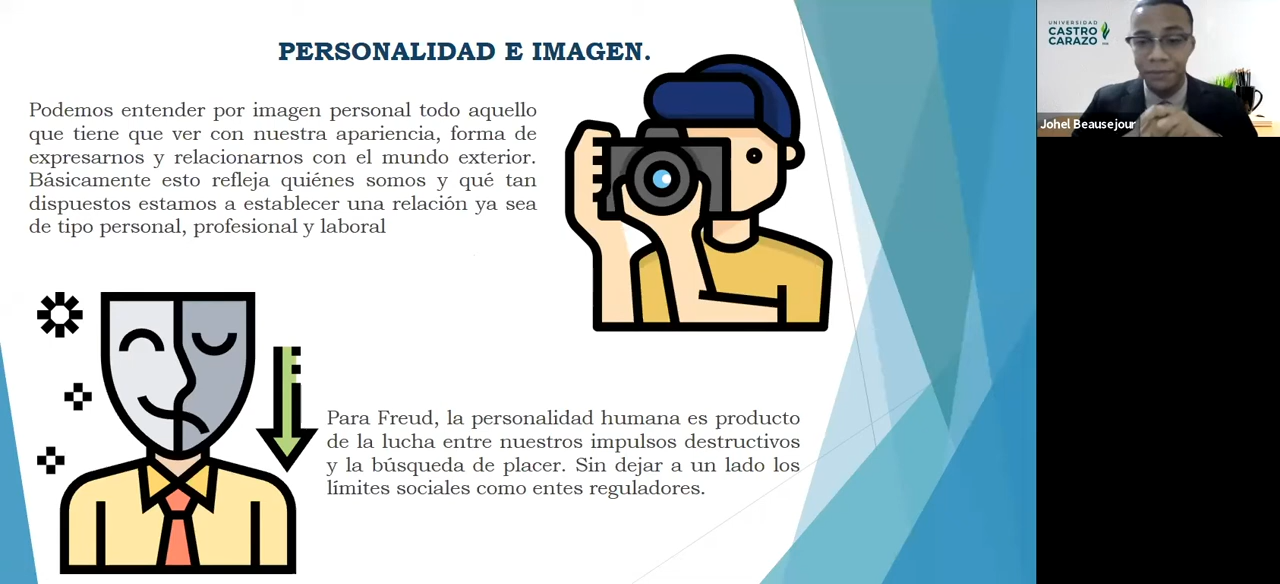 PERSONALIDAD E IMAGEN.
Podemos entender por imagen personal todo aquello
que tiene que ver con nuestra apariencia, forma de
expresarnos y relacionarnos con el mundo exterior.
Básicamente esto refleja quiénes somos y qué tan
dispuestos estamos a establecer una relación ya sea
de tipo personal, profesional y laboral
Para Freud, la personalidad humana es producto
de la lucha entre nuestros impulsos destructivos
y la búsqueda de placer. Sin dejar a un lado los
límites sociales como entes reguladores.
UNIVERSIDAD
CASTRO
CARAZO
Johel Beausejour